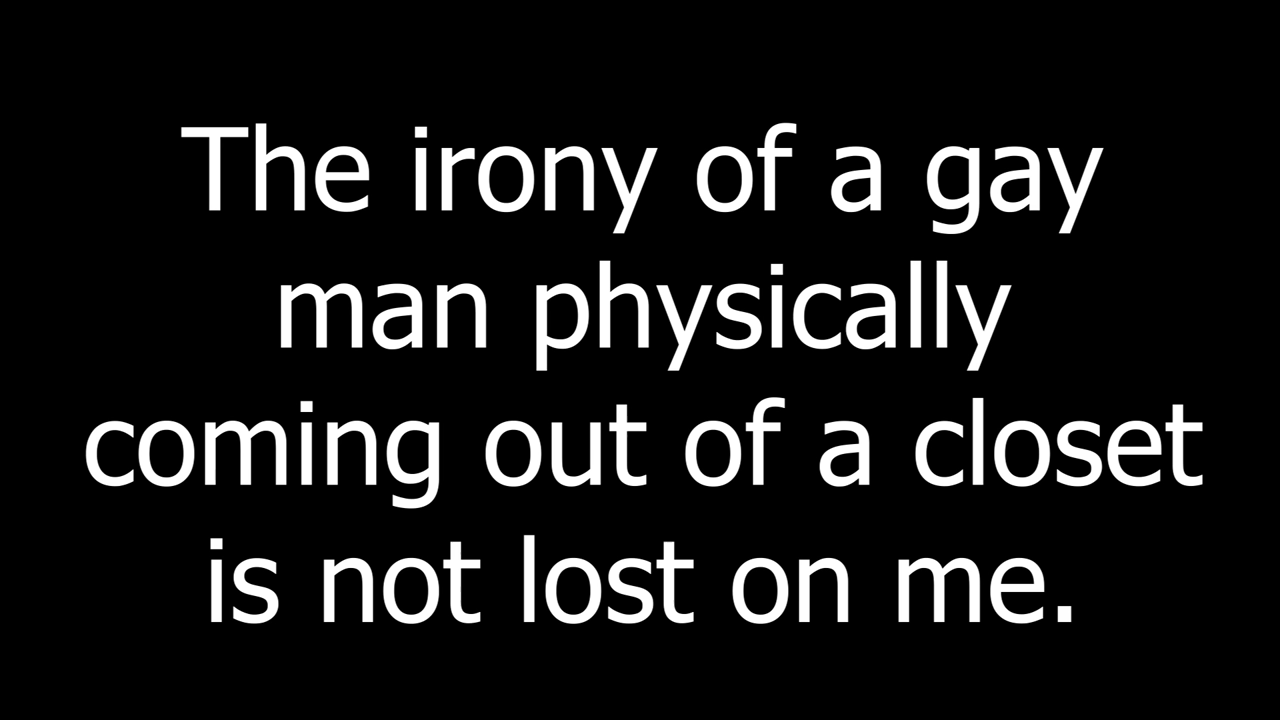 The irony of a gay
man physically
coming out of a closet
is not lost on me.